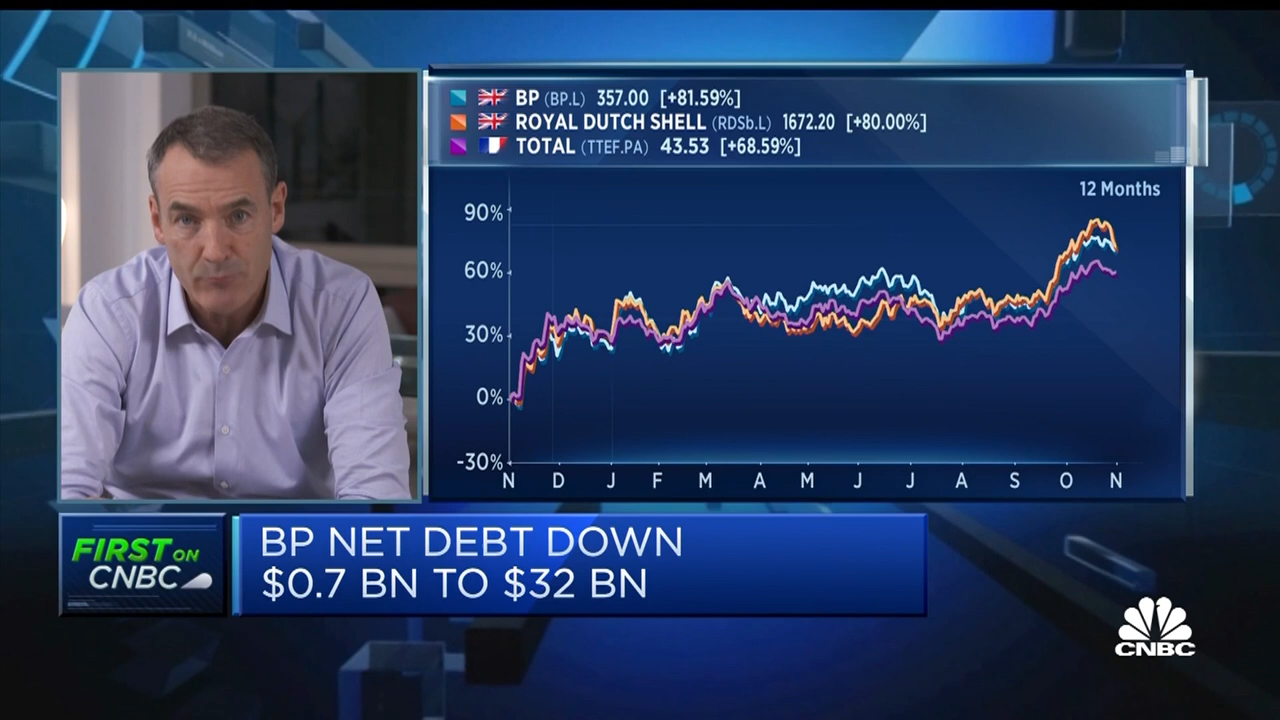 BP (BP.L) 357.00 [+81.59%]
ROYAL DUTCH SHELL (RDSb.L) 1672.20 [+80.00%]
TOTAL (TTEF.PA) 43.53 [+68.59%]
12 Months
90%
60%
30%
0%
-30%
N D J F M A M J J A S O N
FIRST ON
CNBC
BP NET DEBT DOWN
$0.7 BN TO $32 BN
CNBC